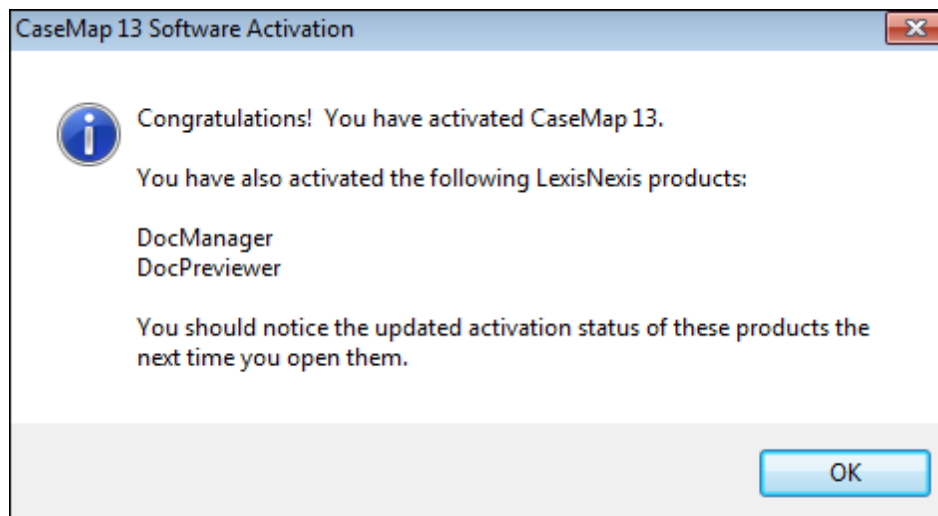 CaseMap 13 Software Activation
Congratulations!  You have activated CaseMap 13.
You have also activated the following LexisNexis products:
DocManager
DocPreviewer
You should notice the updated activation status of these products the
next time you open them.
OK